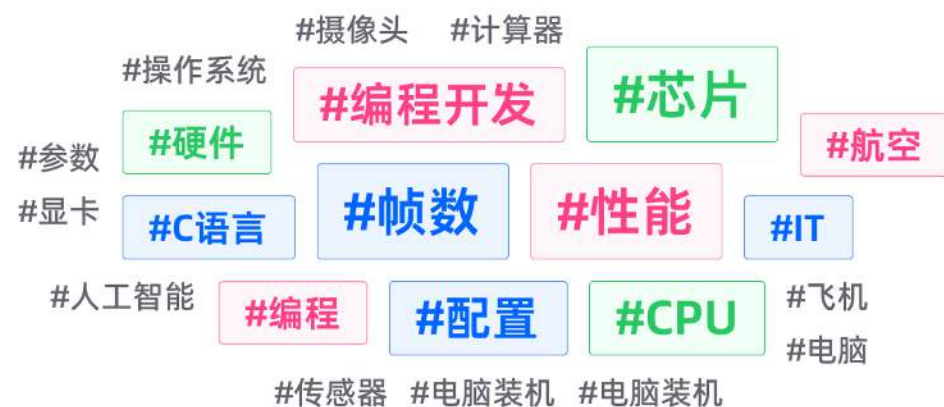 #摄像头 #计算器
#操作系统 #编程开发 #芯片
#参数 #硬件 #航空
#显卡 #C语言 #帧数 #性能 #IT
#人工智能 #编程 #配置 #CPU #飞机
#电脑
#传感器 #电脑装机 #电脑装机